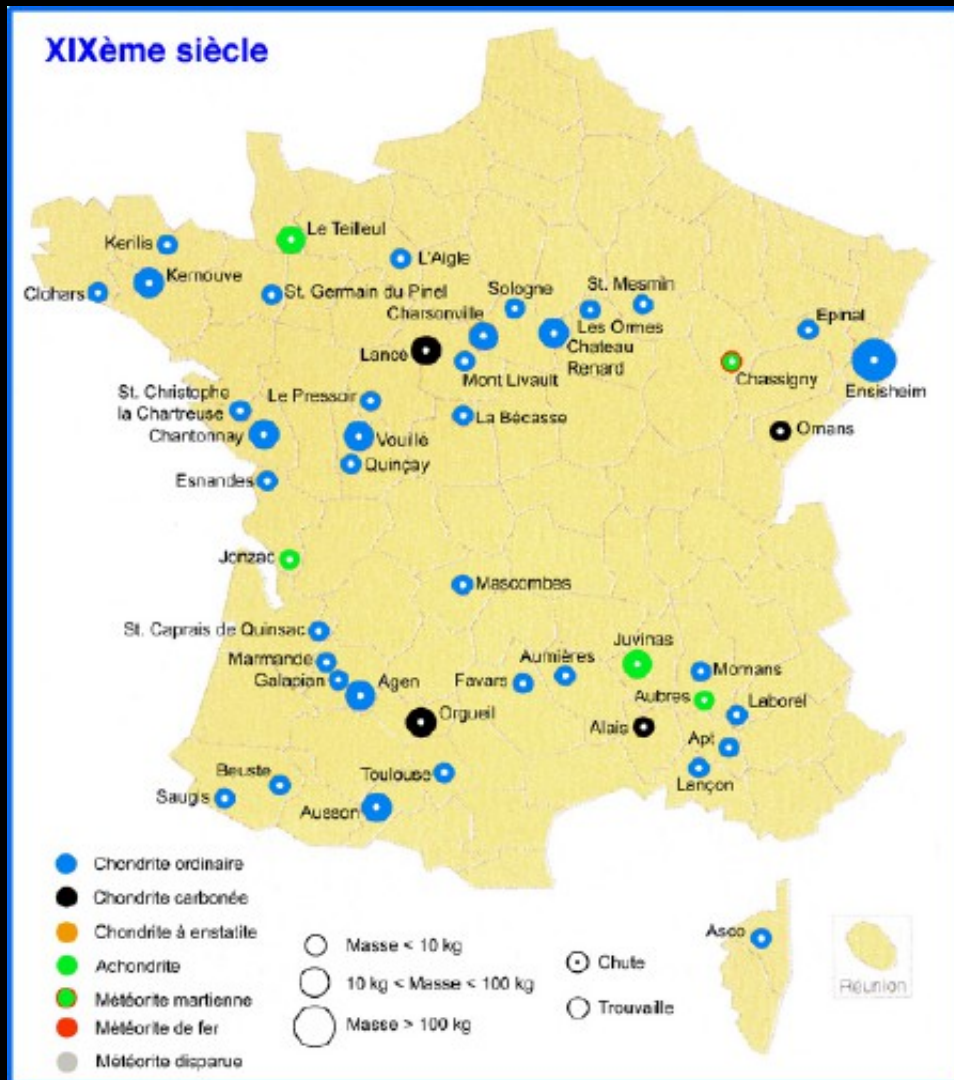 XIXème siècle
Le Teilleul
Kerilis
L'Aigle
Kernouve
Clohars
St. Germain du Pinel
Sologne
St. Mesmin
Charsonville
Epinal
Les Ormes
Lancé
Chateau
Renard
Mont Livault
Chassigny
Ensisheim
St. Christophe
la Chartreuse
Le Pressoir
La Bécasse
Chantonnay
Vouillé
Ornans
Quinçay
Esnandes
Jonzac
Mascombes
St. Caprais de Quinsac
Juvinas
Marmande
Aumières
Galapian
Agen
Favars
Mornans
Aubres
Laborel
Orgueil
Alais
Apt
Beuste
Toulouse
Lançon
Saugis
Ausson
Chondrite ordinaire
Chondrite carbonée
Chondrite à enstatite
Achondrite
Météorite martienne
Météorite de fer
Météorite disparue
Masse < 10 kg
10 kg < Masse < 100 kg
Masse > 100 kg
Chute
Trouvaille
Asco
Réunion